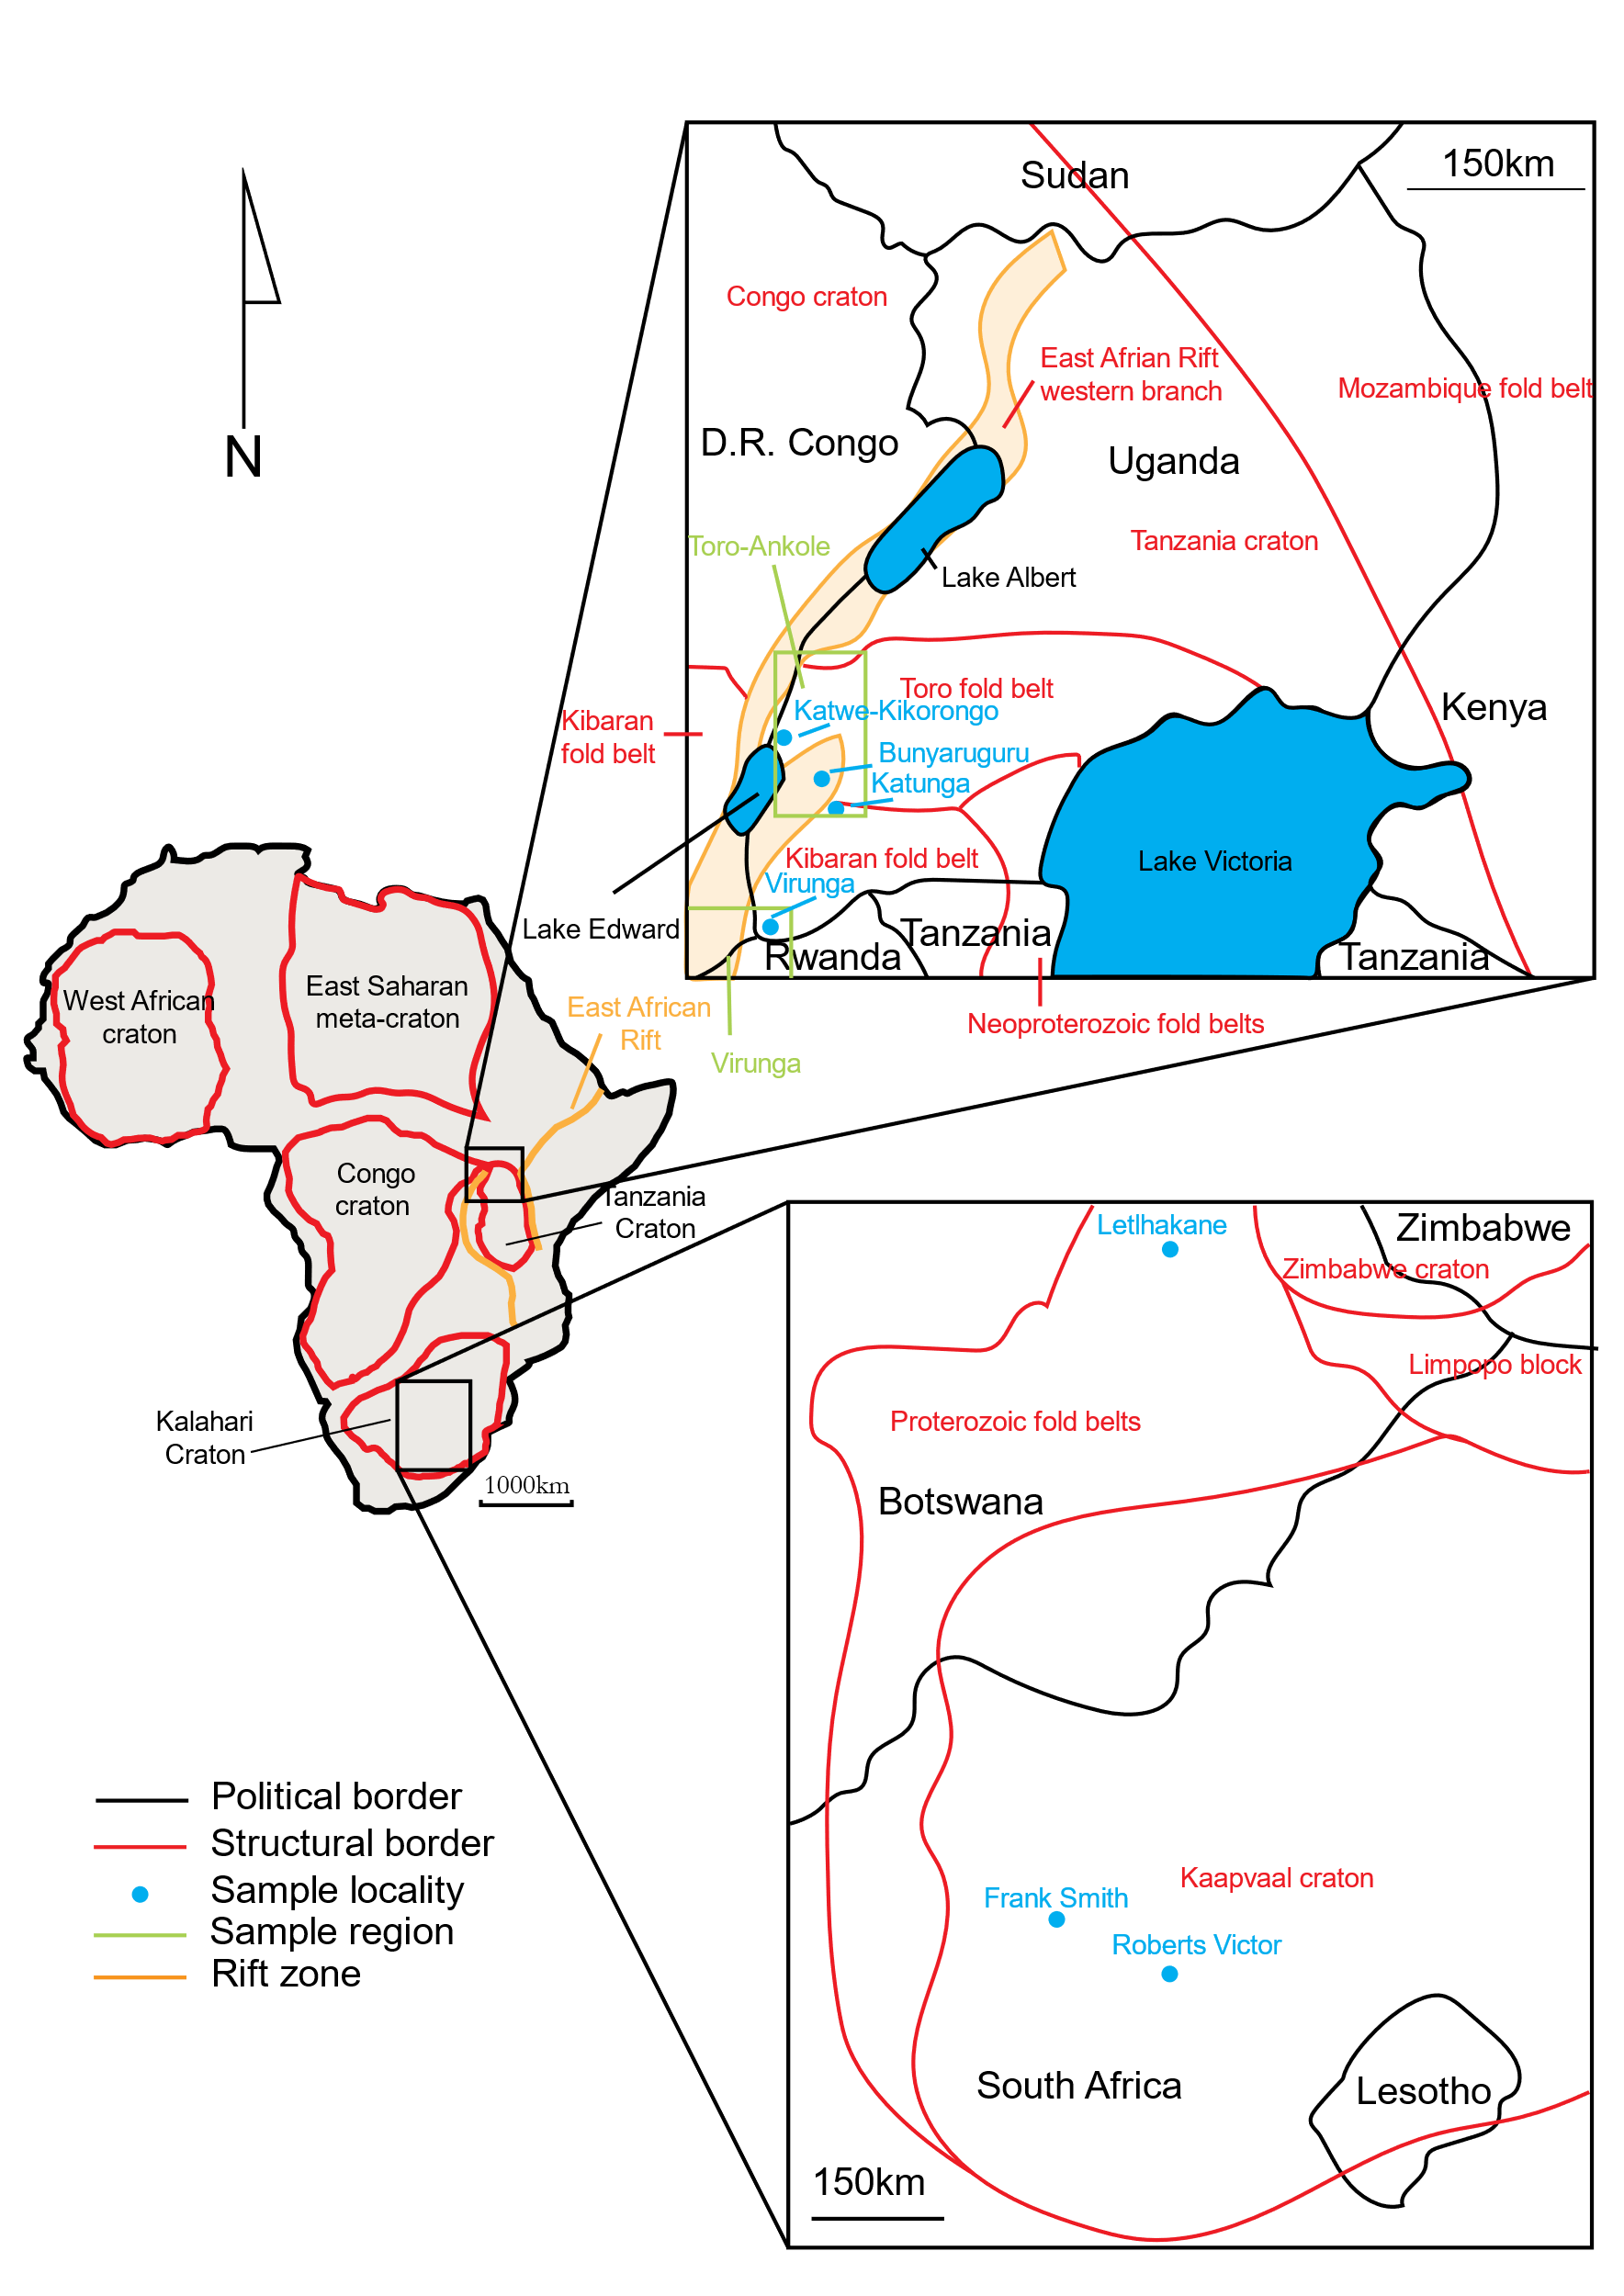 150km
Sudan
Congo craton
East Afrian Rift
western branch
Mozambique fold belt
D.R. Congo
Uganda
N
Toro-Ankole
Tanzania craton
Lake Albert
Toro fold belt
Katwe-Kikorongo
Kenya
Kibaran
fold belt
Bunyaruguru
Katunga
Kibaran fold belt
Lake Victoria
Virunga
Lake Edward
Tanzania
Rwanda
Tanzania
Neoproterozoic fold belts
Virunga
West African
craton
East Saharan
meta-craton
East African
Rift
Congo
craton
Tanzania
Craton
Kalahari
Craton
1000km
Letlhakane
Zimbabwe
Zimbabwe craton
Limpopo block
Proterozoic fold belts
Botswana
Kaapvaal craton
Frank Smith
Roberts Victor
South Africa
Lesotho
150km
Political border
Structural border
Sample locality
Sample region
Rift zone